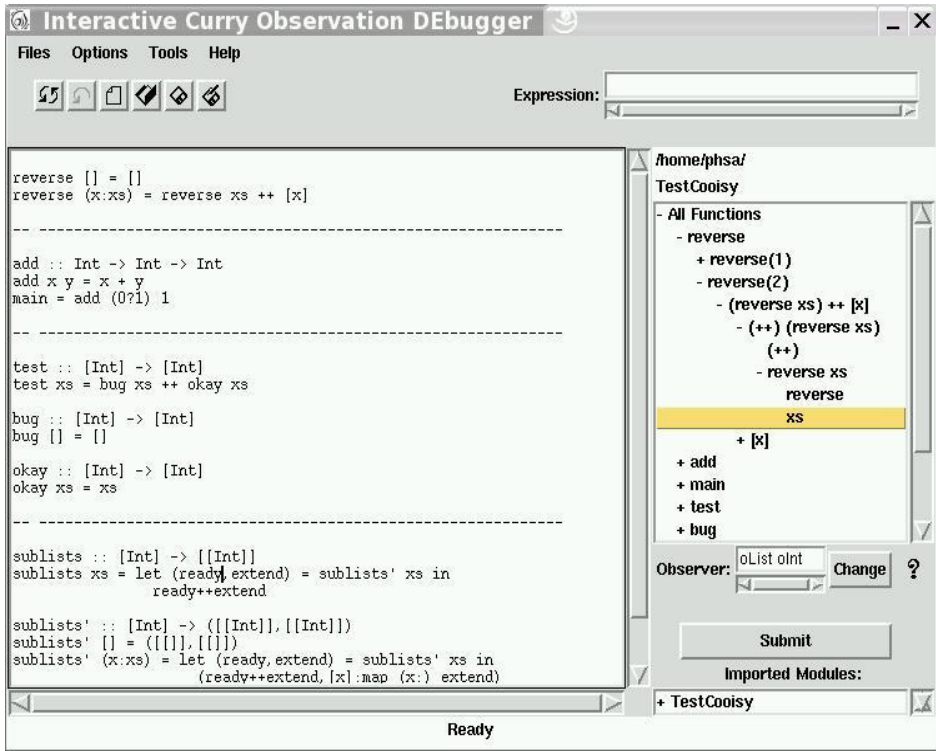 Interactive Curry Observation DEbugger
Files Options Tools Help
Expression:
reverse [] = []
reverse (x:xs) = reverse xs ++ [x]
-- ------------------------------------------------------------
add :: Int -> Int -> Int
add x y = x + y
main = add (0?1) 1
-- ------------------------------------------------------------
test :: [Int] -> [Int]
test xs = bug xs ++ okay xs
bug :: [Int] -> [Int]
bug [] = []
okay :: [Int] -> [Int]
okay xs = xs
-- ------------------------------------------------------------
sublists :: [Int] -> [[Int]]
sublists xs = let (ready,extend) = sublists' xs in
ready++extend
sublists' :: [Int] -> ([[Int]],[[Int]])
sublists' [] = ([[]],[[]])
sublists' (x:xs) = let (ready,extend) = sublists' xs in
(ready++extend,[x]:map (x:) extend)
/home/phsa/
TestCooisy
- All Functions
- reverse
+ reverse(1)
- reverse(2)
- (reverse xs) ++ [x]
- (++) (reverse xs)
(++)
- reverse xs
reverse
xs
+ [x]
+ add
+ main
+ test
+ bug
Observer: oList oInt Change ?
Submit
Imported Modules:
+ TestCooisy
Ready